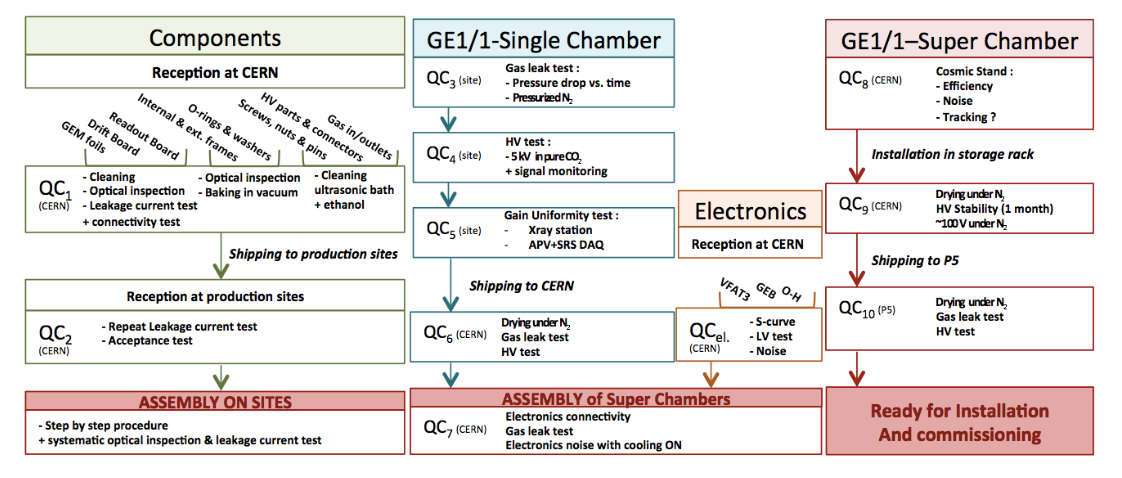 Components
Reception at CERN
GEM foils
Drift Board
Readout Board
Internal & ext. frames
O-rings & washers
Screws, nuts & pins
HV parts & connectors
Gas in/outlets
QC1 (CERN)
- Cleaning
- Optical inspection
- Leakage current test
+ connectivity test
- Optical inspection
- Baking in vacuum
- Cleaning
ultrasonic bath
+ ethanol
Shipping to production sites
Reception at production sites
QC2 (CERN)
- Repeat Leakage current test
- Acceptance test
ASSEMBLY ON SITES
- Step by step procedure
+ systematic optical inspection & leakage current test
GE1/1-Single Chamber
QC3 (site)
Gas leak test :
- Pressure drop vs. time
- Pressurized N2
QC4 (site)
HV test :
- 5 kV in pure CO2
+ signal monitoring
QC5 (site)
Gain Uniformity test :
- Xray station
- APV+SRS DAQ
Shipping to CERN
QC6 (CERN)
Drying under N2
Gas leak test
HV test
Electronics
Reception at CERN
VFAT3
GEB
O-H
QCel. (CERN)
- S-curve
- LV test
- Noise
ASSEMBLY of Super Chambers
QC7 (CERN)
Electronics connectivity
Gas leak test
Electronics noise with cooling ON
GE1/1–Super Chamber
QC8 (CERN)
Cosmic Stand :
- Efficiency
- Noise
- Tracking ?
Installation in storage rack
QC9 (CERN)
Drying under N2
HV Stability (1 month)
~100 V under N2
Shipping to P5
QC10 (P5)
Drying under N2
Gas leak test
HV test
Ready for Installation
And commissioning